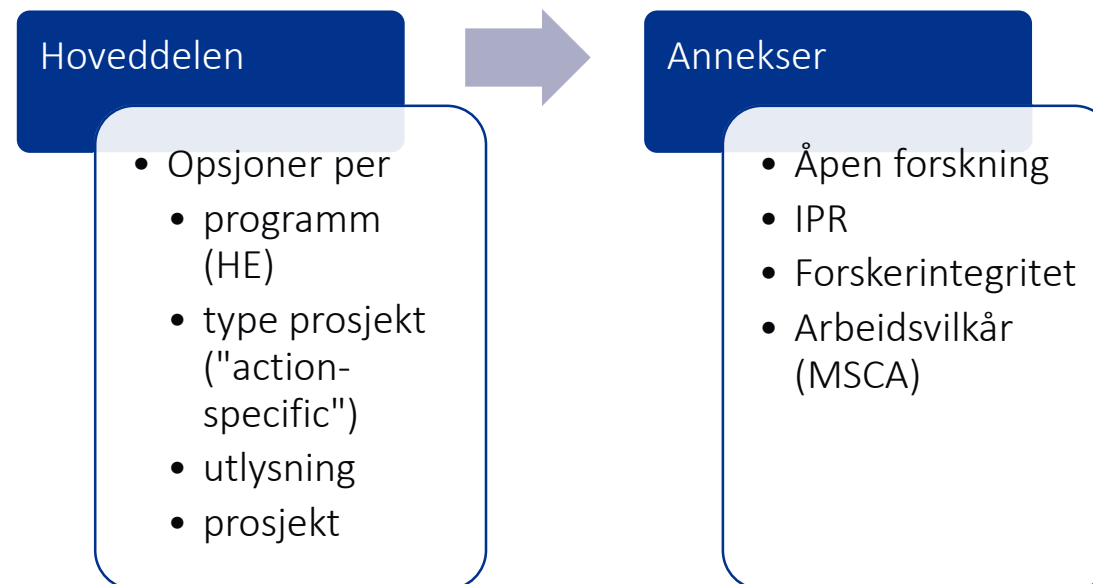 Hoveddelen
• Opsjoner per
• programm
(HE)
• type prosjekt
("action-
specific")
• utlysning
• prosjekt
Annekser
• Åpen forskning
• IPR
• Forskerintegritet
• Arbeidsvilkår
(MSCA)